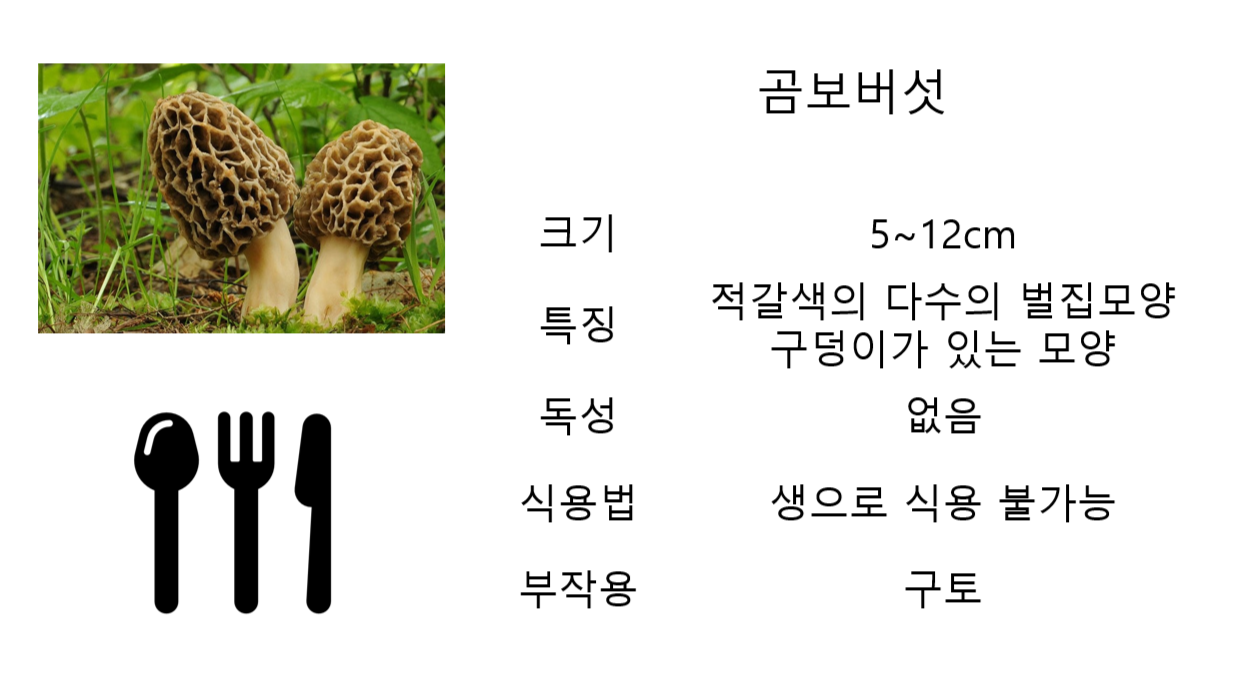 곰보버섯
크기 5~12cm
특징 적갈색의 다수의 벌집모양
구덩이가 있는 모양
독성 없음
식용법 생으로 식용 불가능
부작용 구토